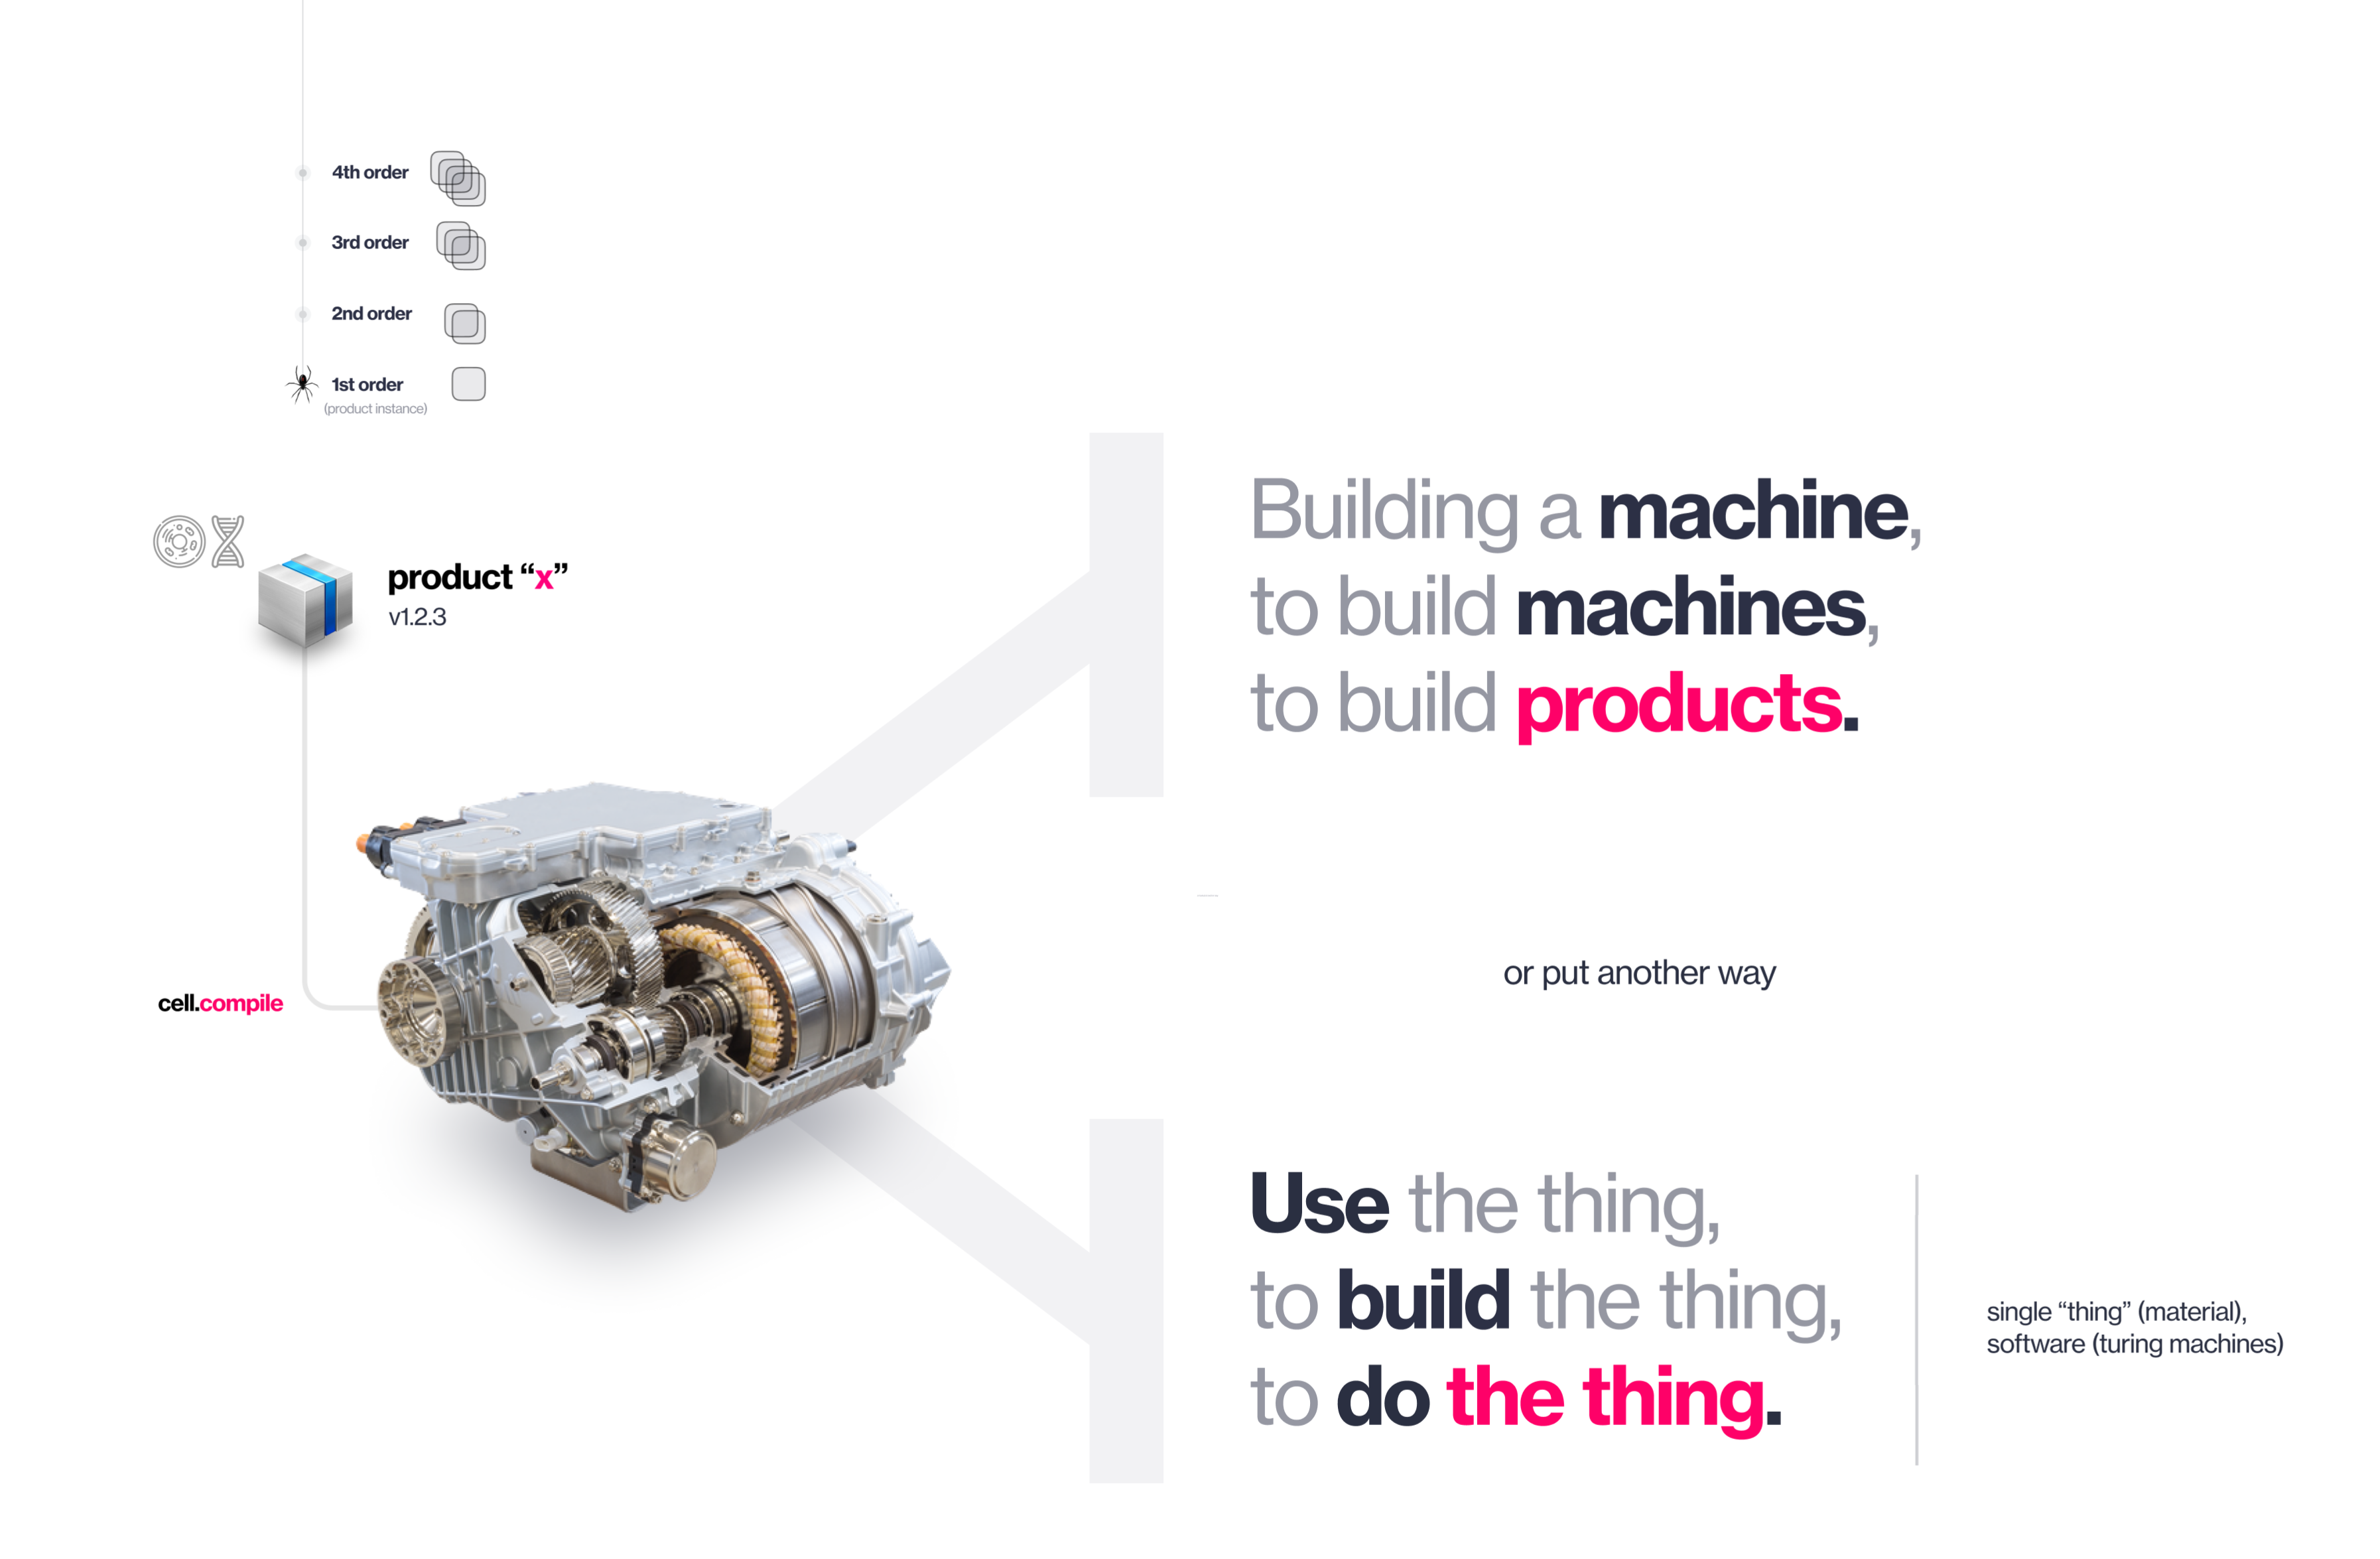 4th order
3rd order
2nd order
1st order
(product instance)
product “x”
v1.2.3
cell.compile
Building a machine,
to build machines,
to build products.
or put another way
Use the thing,
to build the thing,
to do the thing.
single “thing” (material),
software (turing machines)